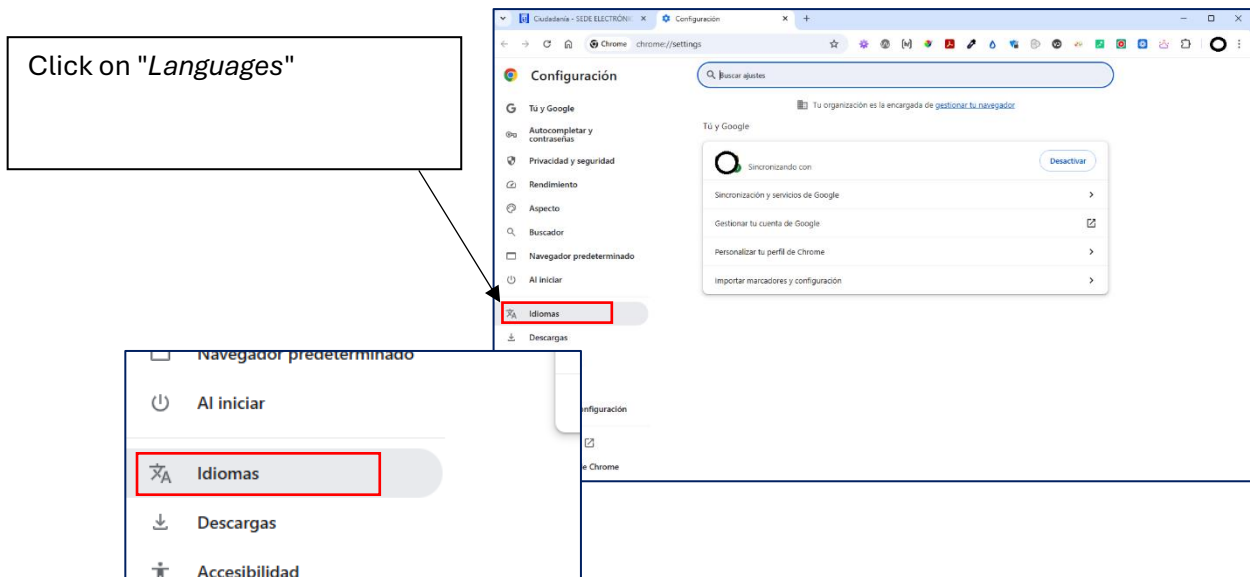 Click on "Languages"
Ciudadanía - SEDE ELECTRÓNIC
Configuración
Chrome
chrome://settings
Configuración
Buscar ajustes
Tu organización es la encargada de gestionar tu navegador
Tú y Google
Autocompletar y
contraseñas
Privacidad y seguridad
Rendimiento
Aspecto
Buscador
Navegador predeterminado
Al iniciar
Idiomas
Descargas
Tú y Google
Sincronizando con
Desactivar
Sincronización y servicios de Google
Gestionar tu cuenta de Google
Personalizar tu perfil de Chrome
Importar marcadores y configuración
nfiguración
e Chrome
Navegador predeterminado
Al iniciar
Idiomas
Descargas
Accesibilidad